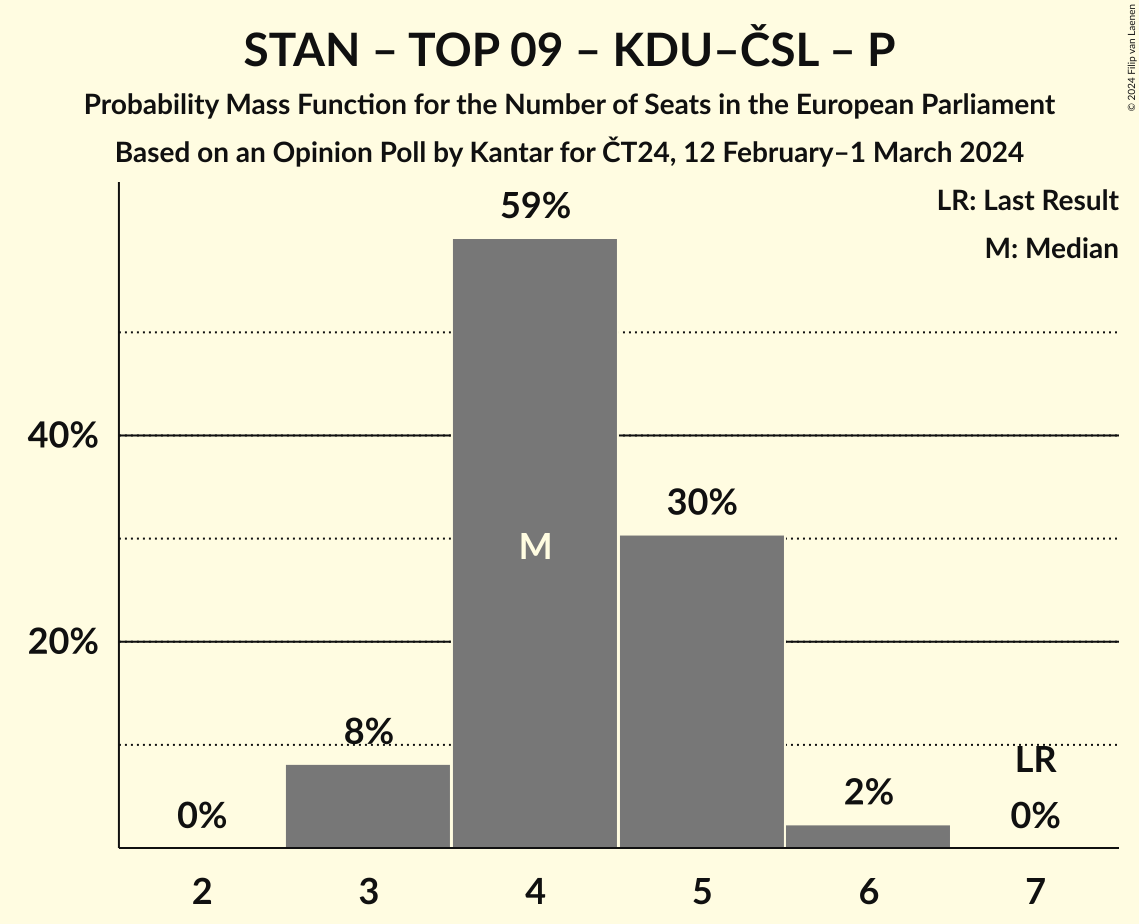 STAN – TOP 09 – KDU–ČSL – P
Probability Mass Function for the Number of Seats in the European Parliament
Based on an Opinion Poll by Kantar for ČT24, 12 February–1 March 2024
© 2024 Filip van Laenen
LR: Last Result
M: Median
59%
40%
30%
M
20%
8%
LR
2%
0%
0%
2 3 4 5 6 7